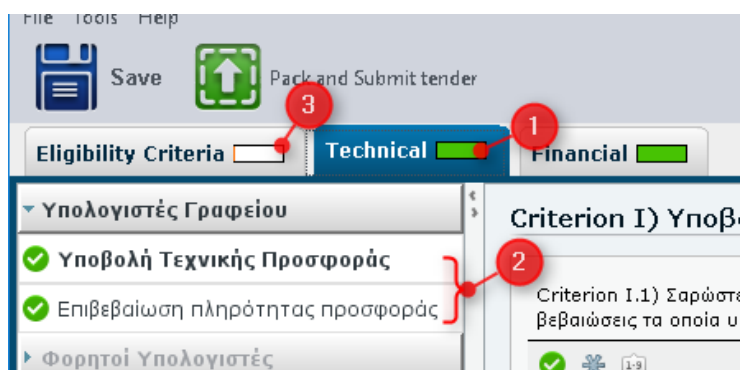 File Tools Help
Save
Pack and Submit tender
3
1
Eligibility Criteria
Technical
Financial
Υπολογιστές Γραφείου
Criterion I) Υποβ
Υποβολή Τεχνικής Προσφοράς
2
Επιβεβαίωση πληρότητας προσφοράς
Criterion I.1) Σαρώστε
βεβαιώσεις τα οποία υ
Φορητοί Υπολογιστές
1-9